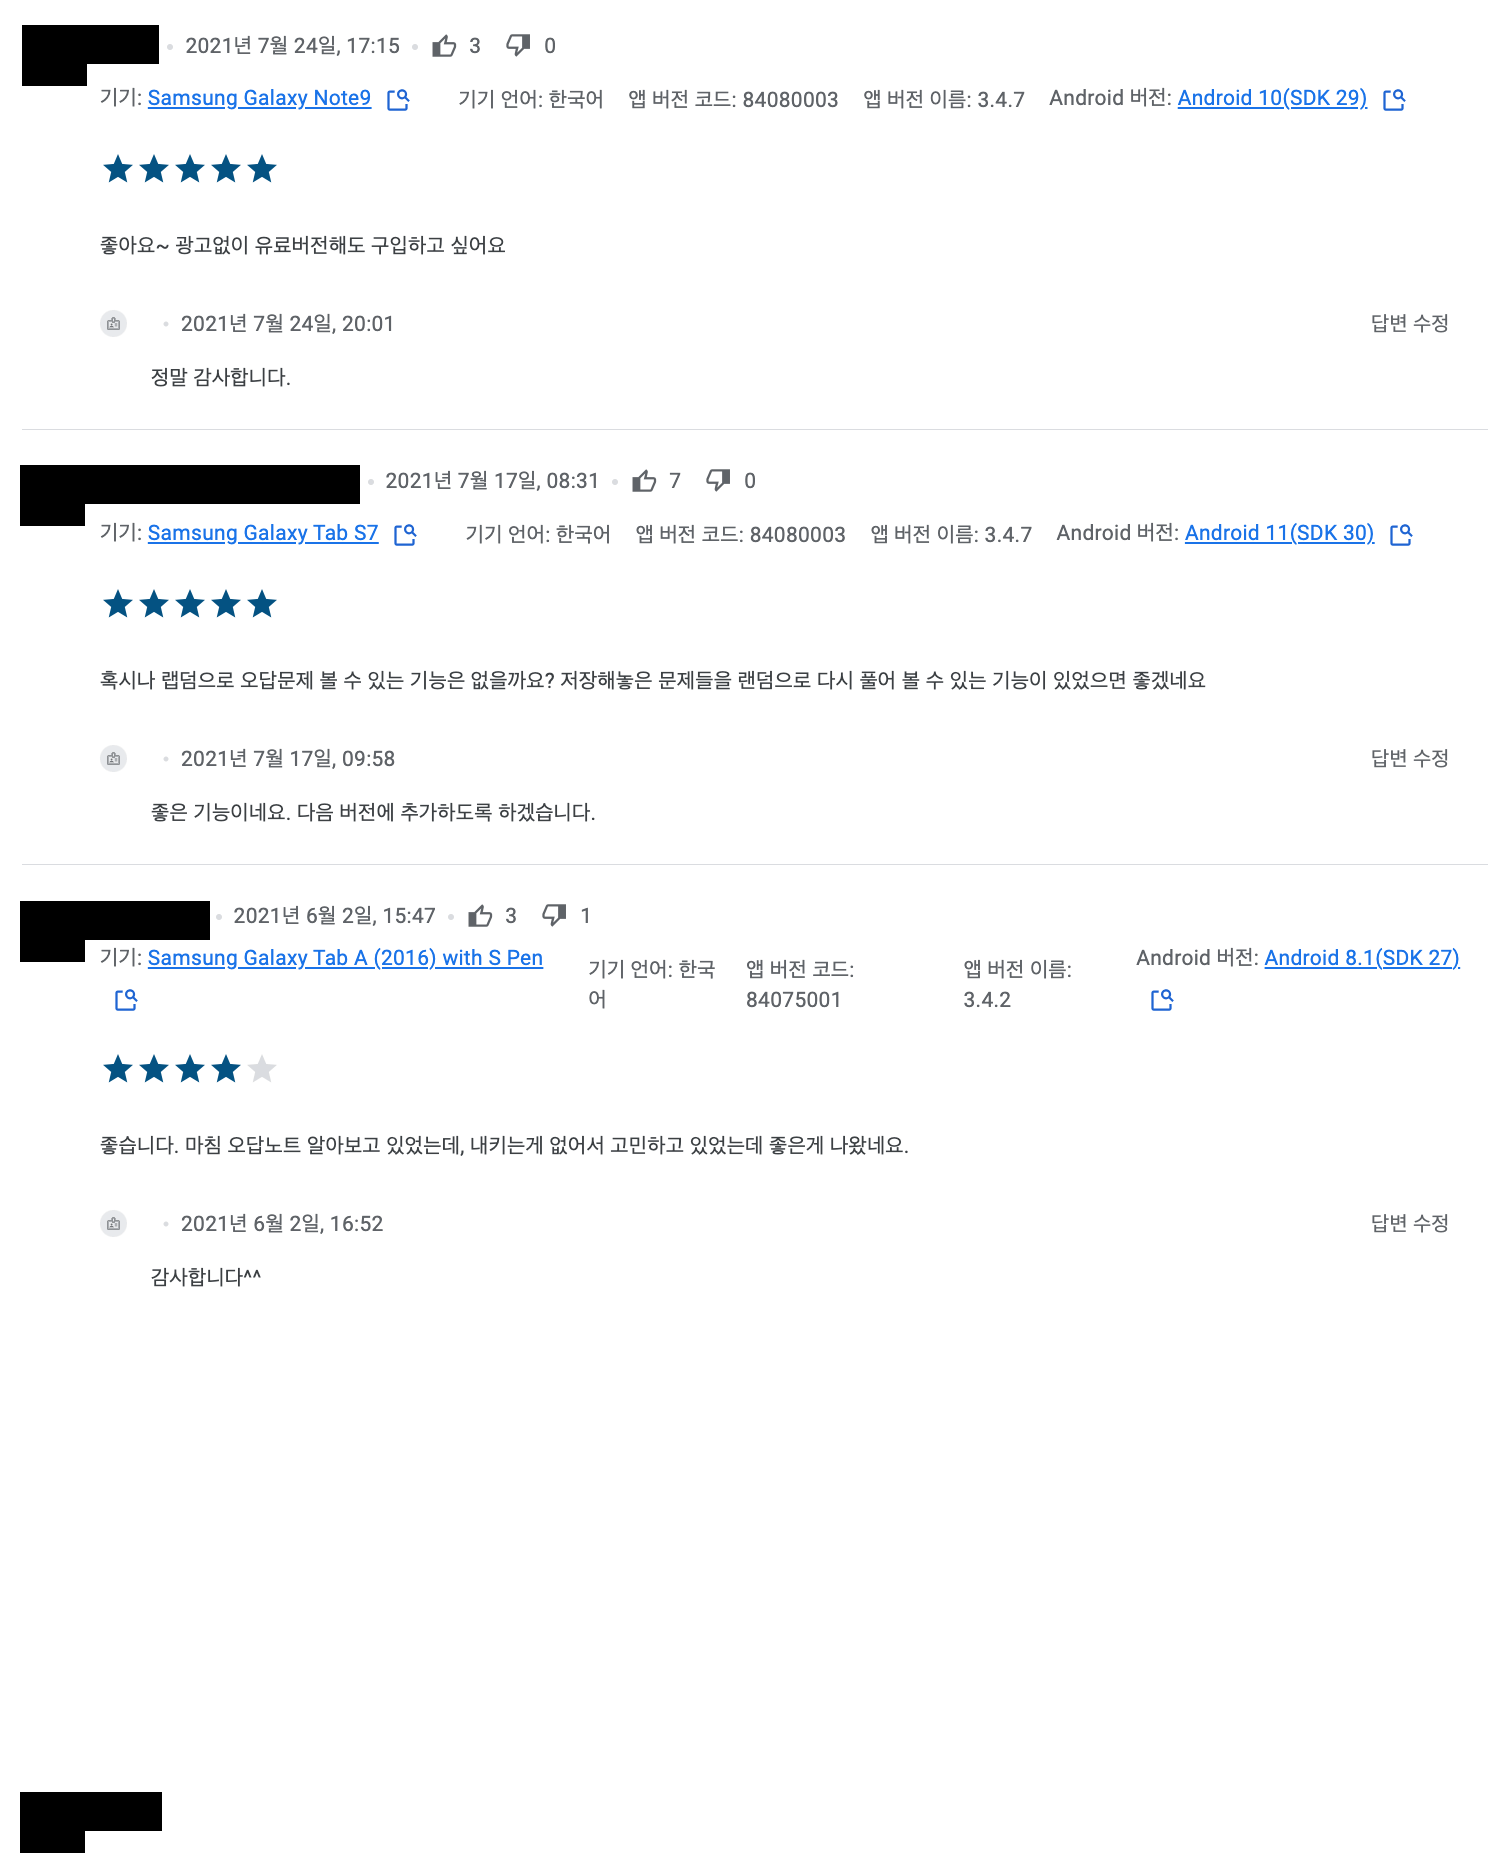 2021년 7월 24일, 17:15 3 0
기기: Samsung Galaxy Note9 기기 언어: 한국어 앱 버전 코드: 84080003 앱 버전 이름: 3.4.7 Android 버전: Android 10(SDK 29)
좋아요~ 광고없이 유료버전해도 구입하고 싶어요
2021년 7월 24일, 20:01 답변 수정
정말 감사합니다.
2021년 7월 17일, 08:31 7 0
기기: Samsung Galaxy Tab S7 기기 언어: 한국어 앱 버전 코드: 84080003 앱 버전 이름: 3.4.7 Android 버전: Android 11(SDK 30)
혹시나 랩덤으로 오답문제 볼 수 있는 기능은 없을까요? 저장해놓은 문제들을 랜덤으로 다시 풀어 볼 수 있는 기능이 있었으면 좋겠네요
2021년 7월 17일, 09:58 답변 수정
좋은 기능이네요. 다음 버전에 추가하도록 하겠습니다.
2021년 6월 2일, 15:47 3 1
기기: Samsung Galaxy Tab A (2016) with S Pen
기기 언어: 한국
어
앱 버전 코드:
84075001
앱 버전 이름:
3.4.2
Android 버전: Android 8.1(SDK 27)
좋습니다. 마침 오답노트 알아보고 있었는데, 내키는게 없어서 고민하고 있었는데 좋은게 나왔네요.
2021년 6월 2일, 16:52 답변 수정
감사합니다^^